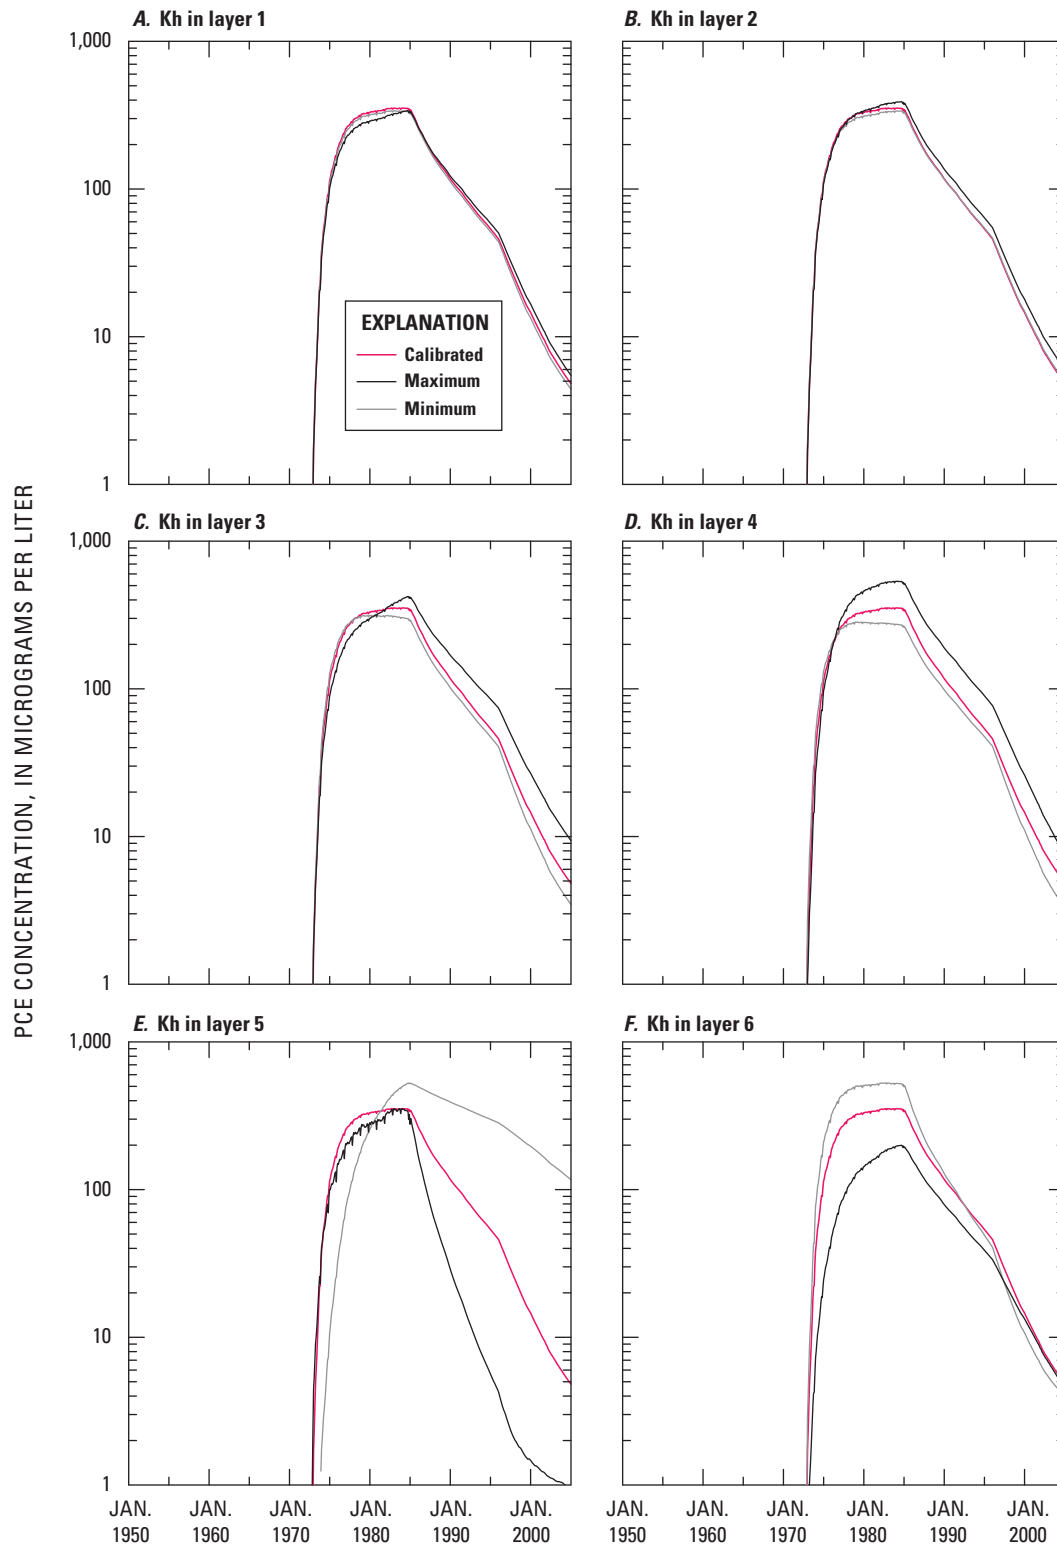 A. Kh in layer 1
B. Kh in layer 2
1,000
100
10
1
EXPLANATION
Calibrated
Maximum
Minimum
C. Kh in layer 3
D. Kh in layer 4
1,000
100
10
1
PCE CONCENTRATION, IN MICROGRAMS PER LITER
E. Kh in layer 5
F. Kh in layer 6
1,000
100
10
1
JAN. JAN. JAN. JAN. JAN. JAN. JAN. JAN. JAN. JAN. JAN. JAN.
1950 1960 1970 1980 1990 2000 1950 1960 1970 1980 1990 2000